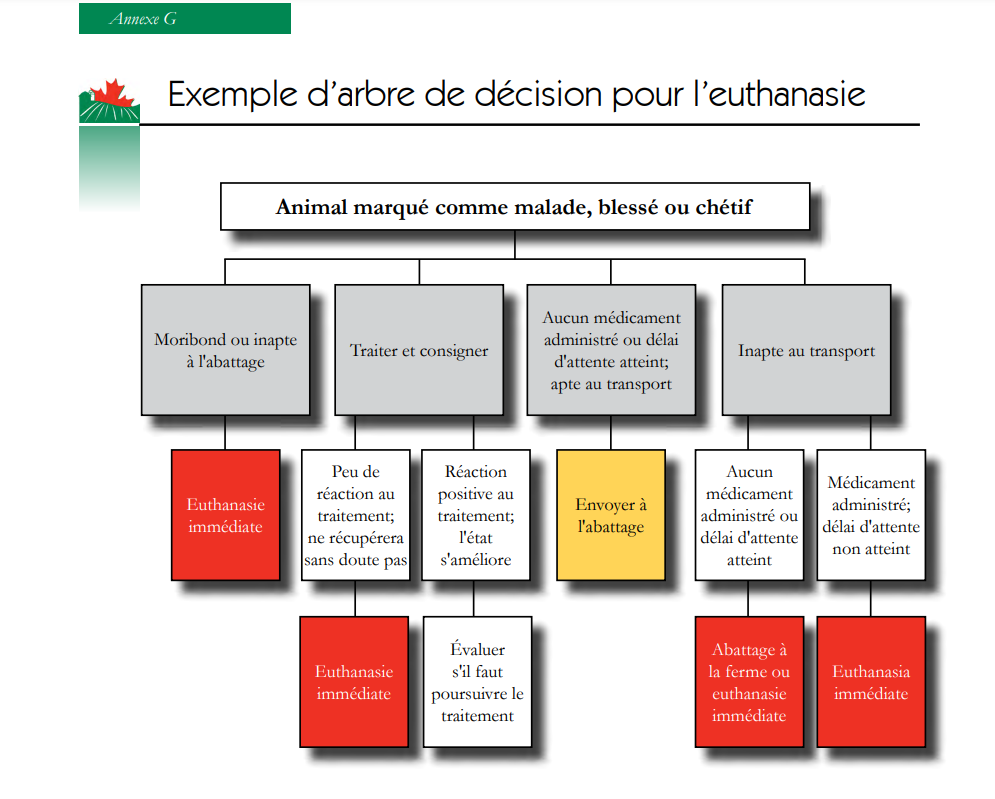 Annexe G
Exemple d'arbre de décision pour l'euthanasie
Animal marqué comme malade, blessé ou chétif
Moribond ou inapte
à l'abattage
Traiter et consigner
Aucun médicament
administré ou délai
d'attente atteint;
apte au transport
Inapte au transport
Euthanasie
immédiate
Peu de
réaction au
traitement;
ne récupérera
sans doute pas
Réaction
positive au
traitement;
l'état
s'améliore
Envoyer à
l'abattage
Aucun
médicament
administré ou
délai d'attente
atteint
Médicament
administré;
délai d'attente
non atteint
Euthanasie
immédiate
Évaluer
s'il faut
poursuivre le
traitement
Abattage à
la ferme ou
euthanasie
immédiate
Euthanasia
immédiate